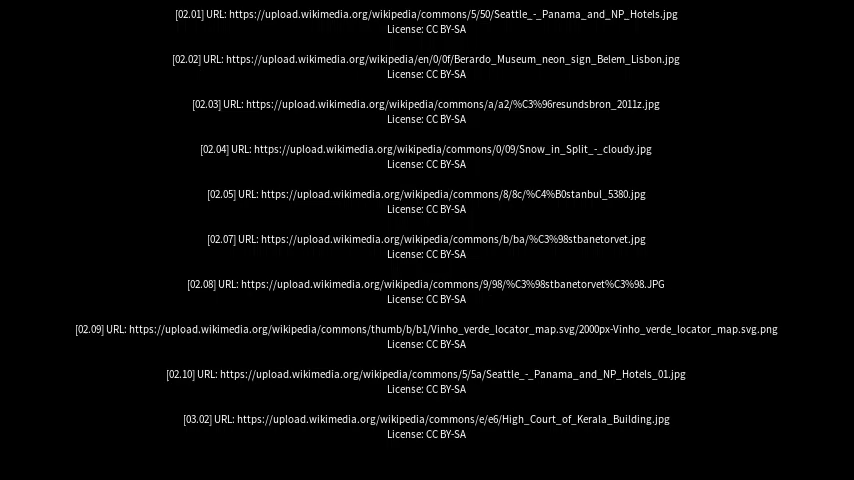 [02.01] URL: https://upload.wikimedia.org/wikipedia/commons/5/50/Seattle_-_Panama_and_NP_Hotels.jpg
License: CC BY-SA
[02.02] URL: https://upload.wikimedia.org/wikipedia/en/0/0f/Berardo_Museum_neon_sign_Belem_Lisbon.jpg
License: CC BY-SA
[02.03] URL: https://upload.wikimedia.org/wikipedia/commons/a/a2/%C3%96resundsbron_2011z.jpg
License: CC BY-SA
[02.04] URL: https://upload.wikimedia.org/wikipedia/commons/0/09/Snow_in_Split_-_cloudy.jpg
License: CC BY-SA
[02.05] URL: https://upload.wikimedia.org/wikipedia/commons/8/8c/%C4%B0stanbul_5380.jpg
License: CC BY-SA
[02.07] URL: https://upload.wikimedia.org/wikipedia/commons/b/ba/%C3%98stbanetorvet.jpg
License: CC BY-SA
[02.08] URL: https://upload.wikimedia.org/wikipedia/commons/9/98/%C3%98stbanetorvet%C3%98.JPG
License: CC BY-SA
[02.09] URL: https://upload.wikimedia.org/wikipedia/commons/thumb/b/b1/Vinho_verde_locator_map.svg/2000px-Vinho_verde_locator_map.svg.png
License: CC BY-SA
[02.10] URL: https://upload.wikimedia.org/wikipedia/commons/5/5a/Seattle_-_Panama_and_NP_Hotels_01.jpg
License: CC BY-SA
[03.02] URL: https://upload.wikimedia.org/wikipedia/commons/e/e6/High_Court_of_Kerala_Building.jpg
License: CC BY-SA